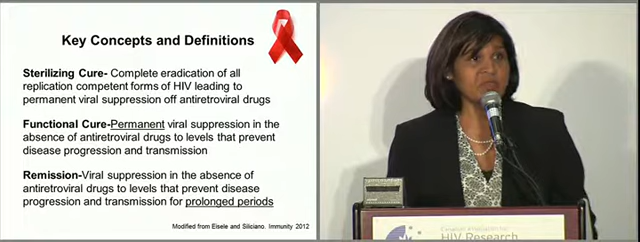 Key Concepts and Definitions
Sterilizing Cure- Complete eradication of all
replication competent forms of HIV leading to
permanent viral suppression off antiretroviral drugs
Functional Cure-Permanent viral suppression in the
absence of antiretroviral drugs to levels that prevent
disease progression and transmission
Remission-Viral suppression in the absence of
antiretroviral drugs to levels that prevent disease
progression and transmission for prolonged periods
Modified from Eisele and Siliciano. Immunity 2012
HIV Research